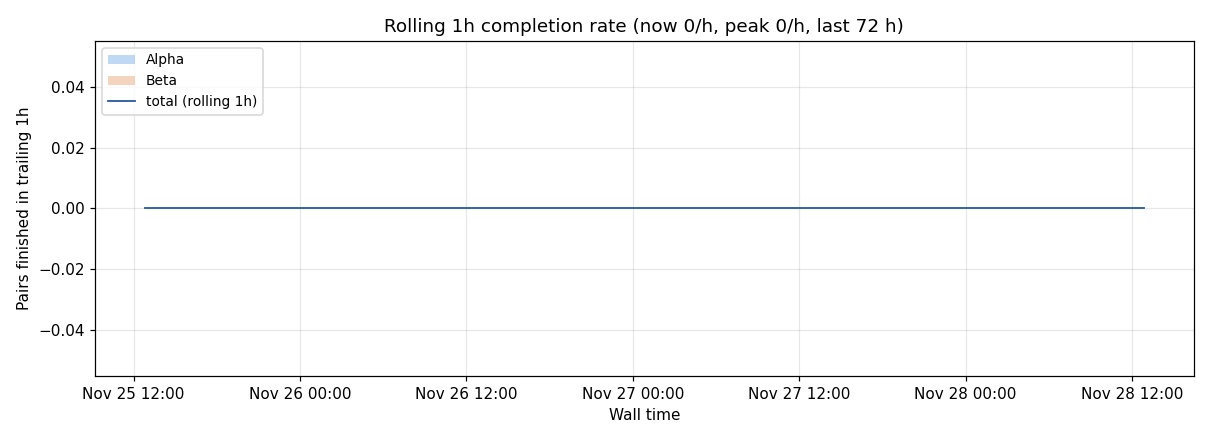 Rolling 1h completion rate (now 0/h, peak 0/h, last 72 h)
Alpha
Beta
total (rolling 1h)
Pairs finished in trailing 1h
0.04
0.02
0.00
−0.02
−0.04
Nov 25 12:00
Nov 26 00:00
Nov 26 12:00
Nov 27 00:00
Nov 27 12:00
Nov 28 00:00
Nov 28 12:00
Wall time